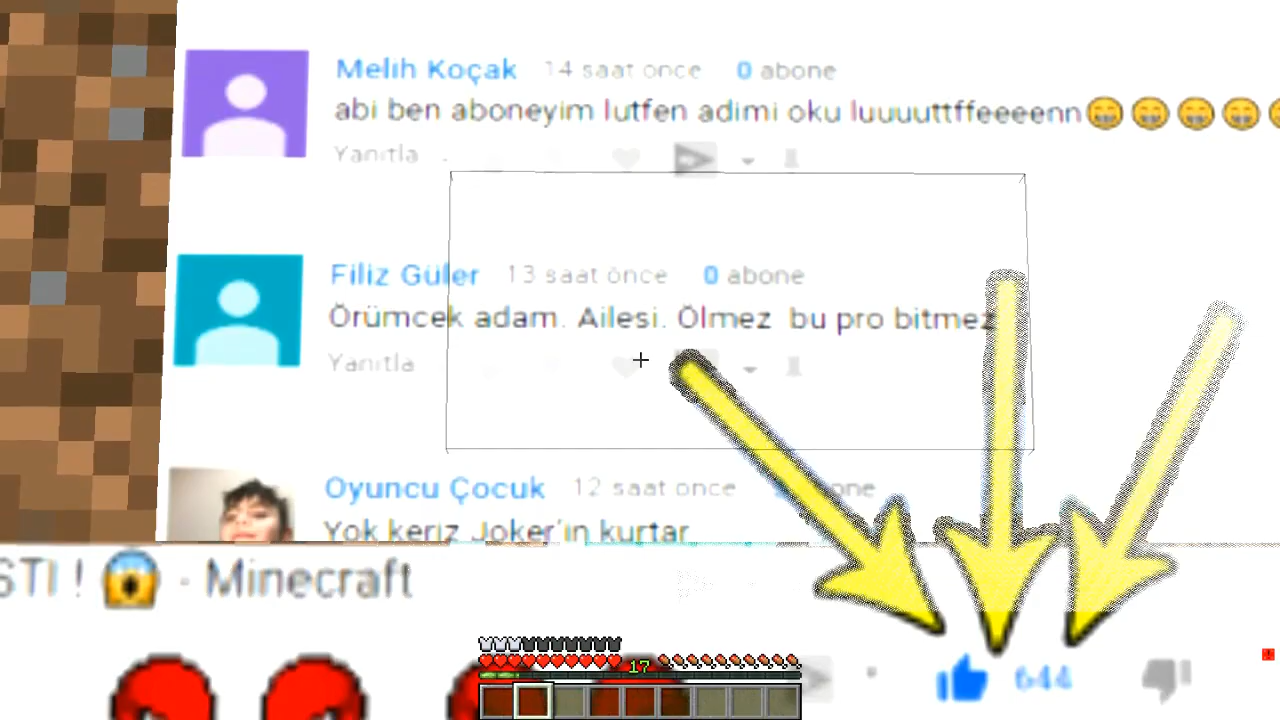 Melih Koçak 14 saat önce 0 abone
abi ben aboneyim lutfen adimi oku luuuuttffeeeenn😁😁😁😁
Yanıtla
Filiz Güler 13 saat önce 0 abone
Örümcek adam. Ailesi. Ölmez bu pro bitmez
Yanıtla
Oyuncu Çocuk 12 saat önce
Yok keriz Joker'in kurtar
STI ! 😱 - Minecraft
17
644